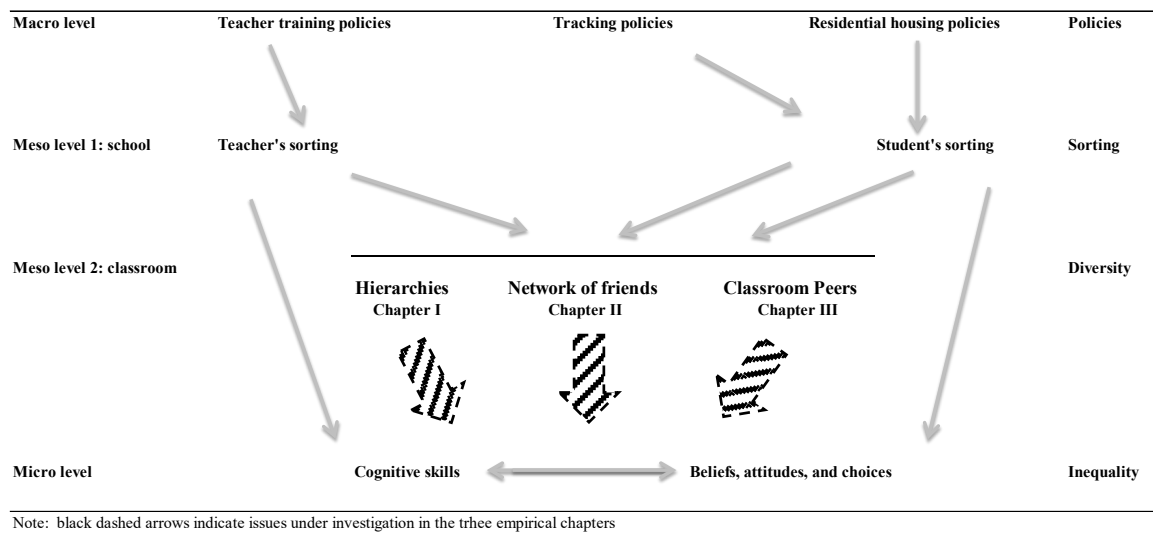 Macro level Teacher training policies Tracking policies Residential housing policies Policies
Meso level 1: school Teacher's sorting Student's sorting Sorting
Meso level 2: classroom Diversity
Hierarchies Network of friends Classroom Peers
Chapter I Chapter II Chapter III
Micro level Cognitive skills Beliefs, attitudes, and choices Inequality
Note: black dashed arrows indicate issues under investigation in the trhee empirical chapters